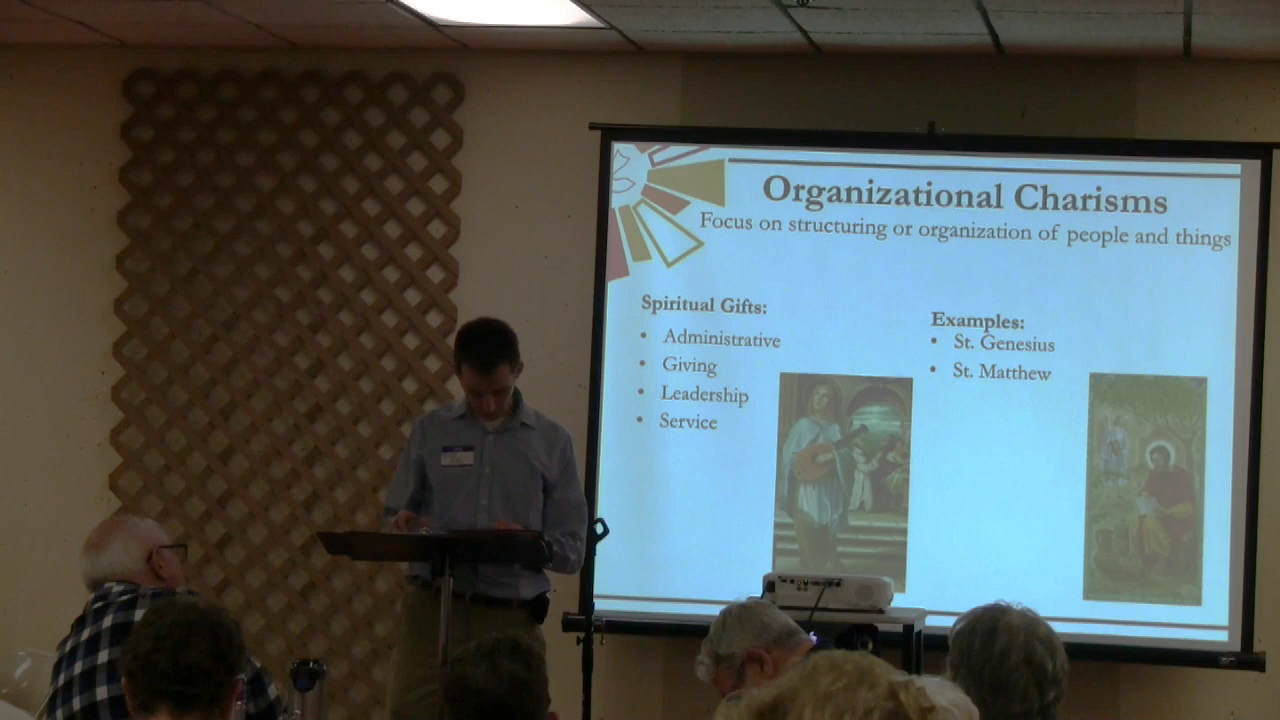 Organizational Charisms
Focus on structuring or organization of people and things
Spiritual Gifts:
• Administrative
• Giving
• Leadership
• Service
Examples:
• St. Genesius
• St. Matthew